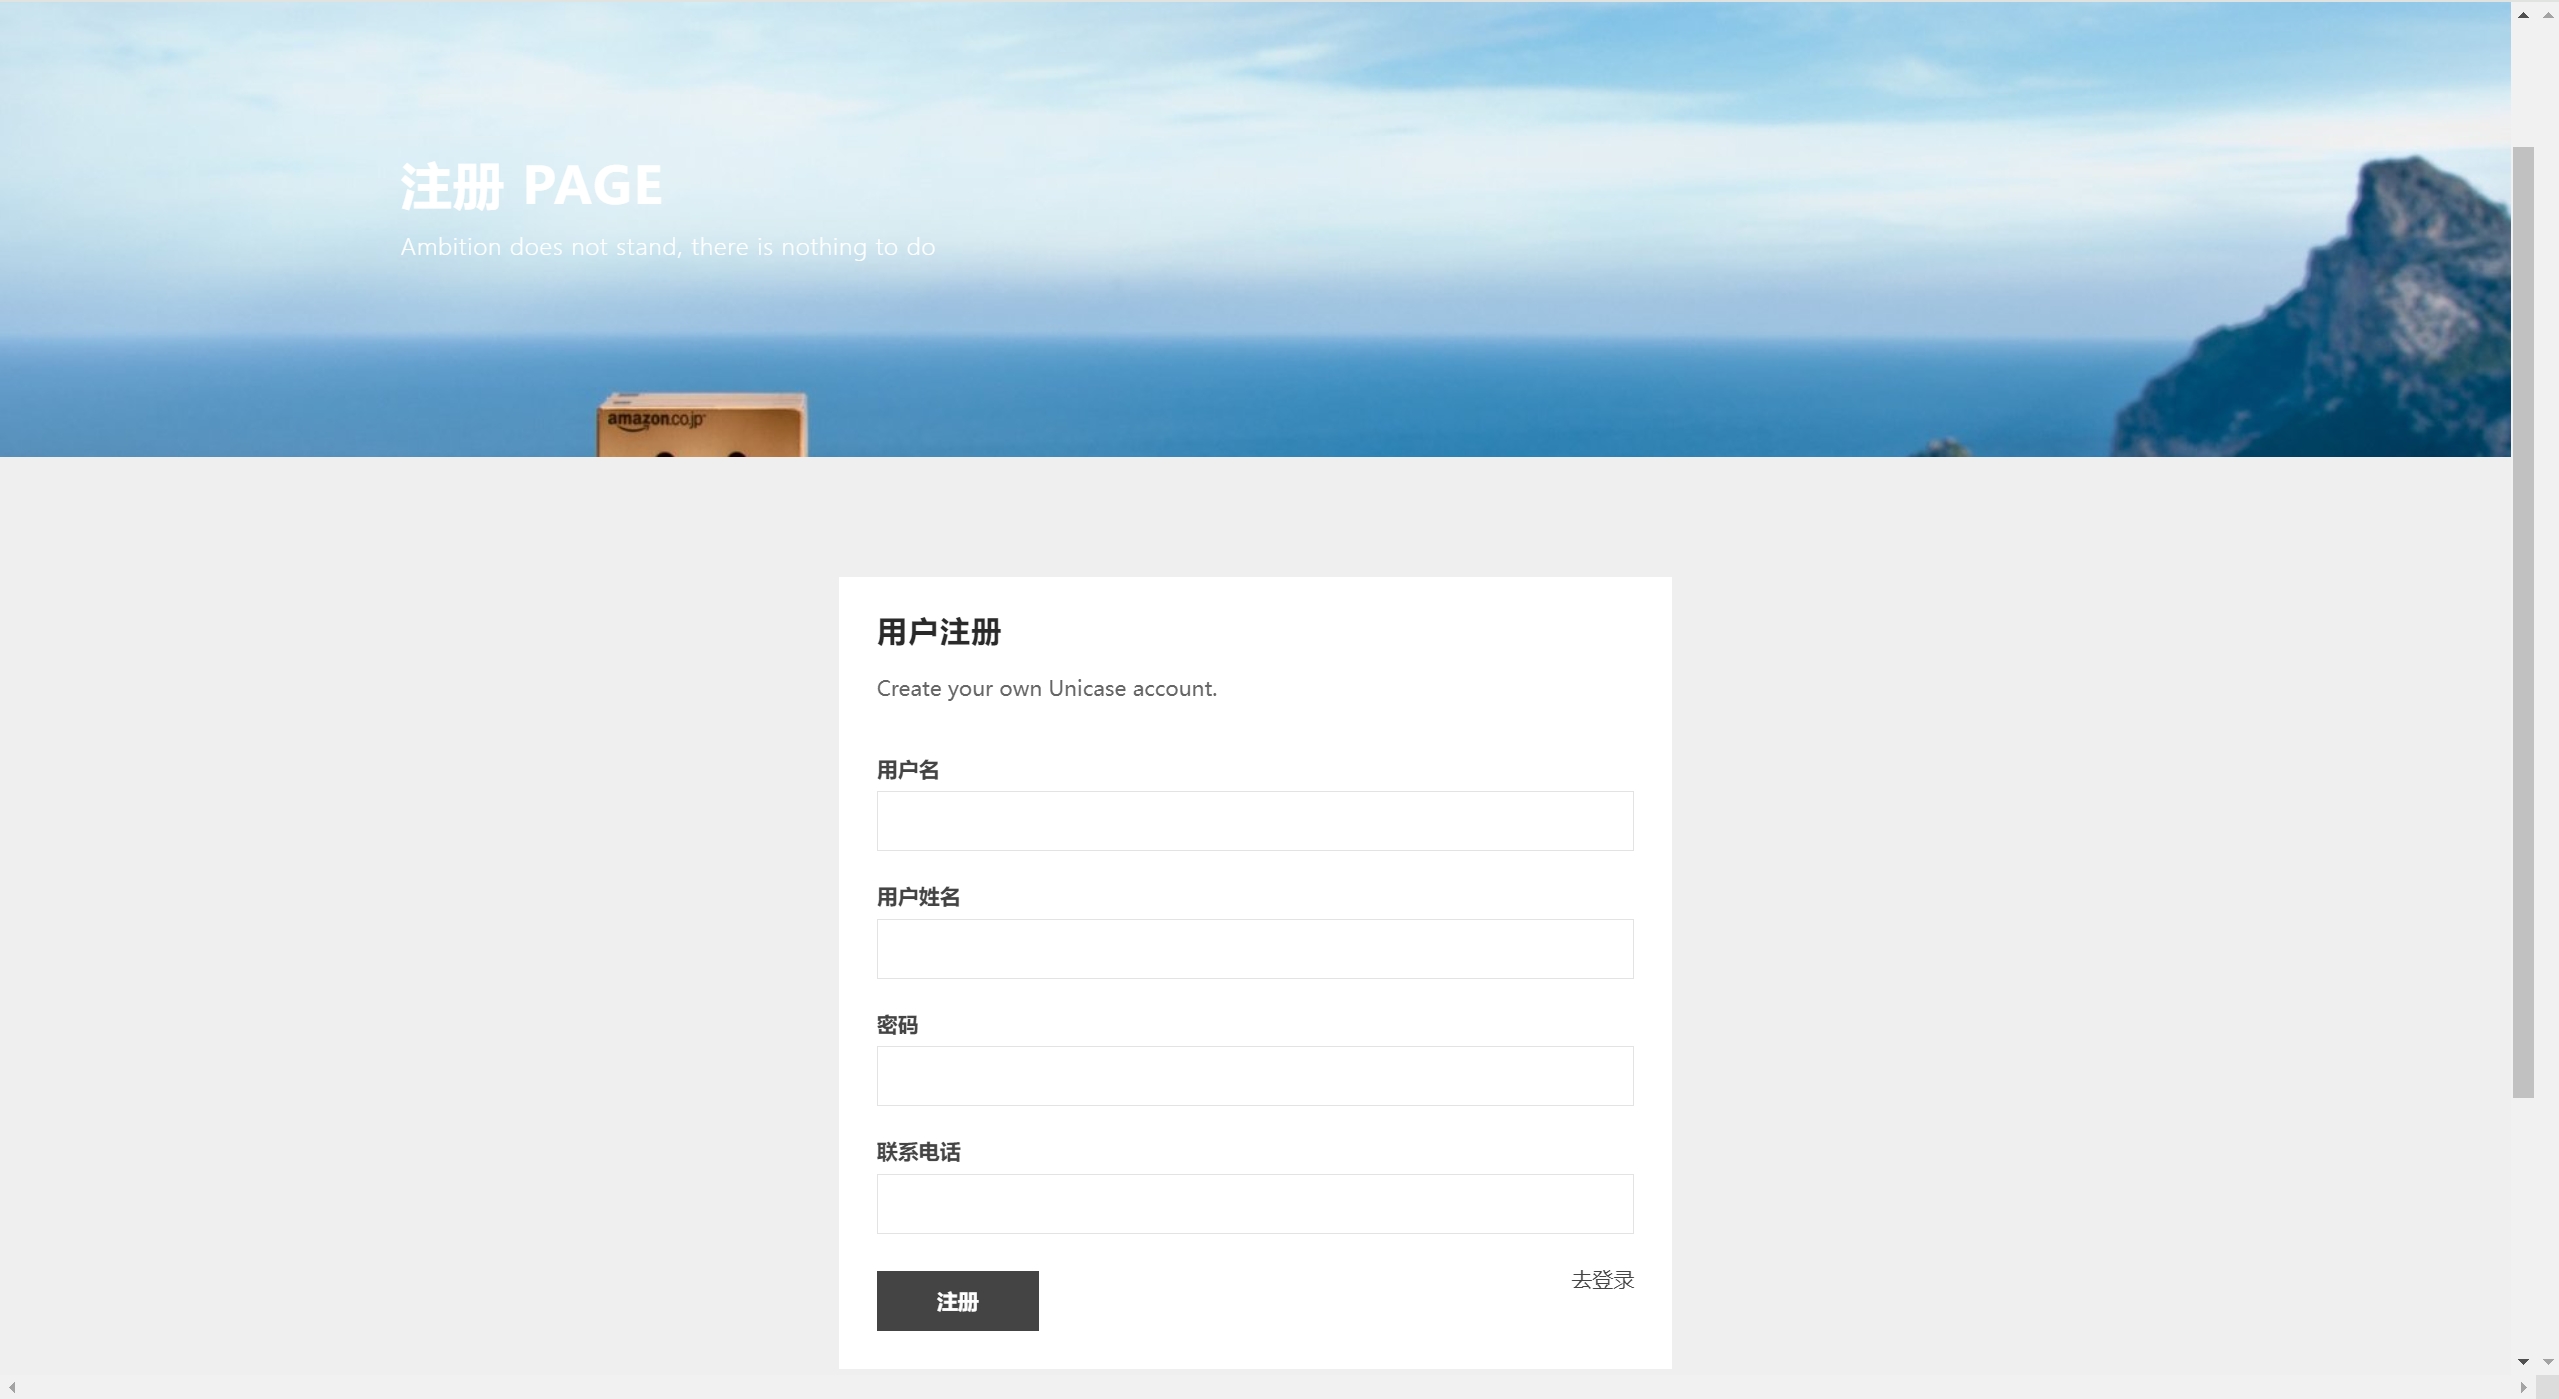 注册 PAGE
Ambition does not stand, there is nothing to do
amazon.co.jp
用户注册
Create your own Unicase account.
用户名
用户姓名
密码
联系电话
注册
去登录